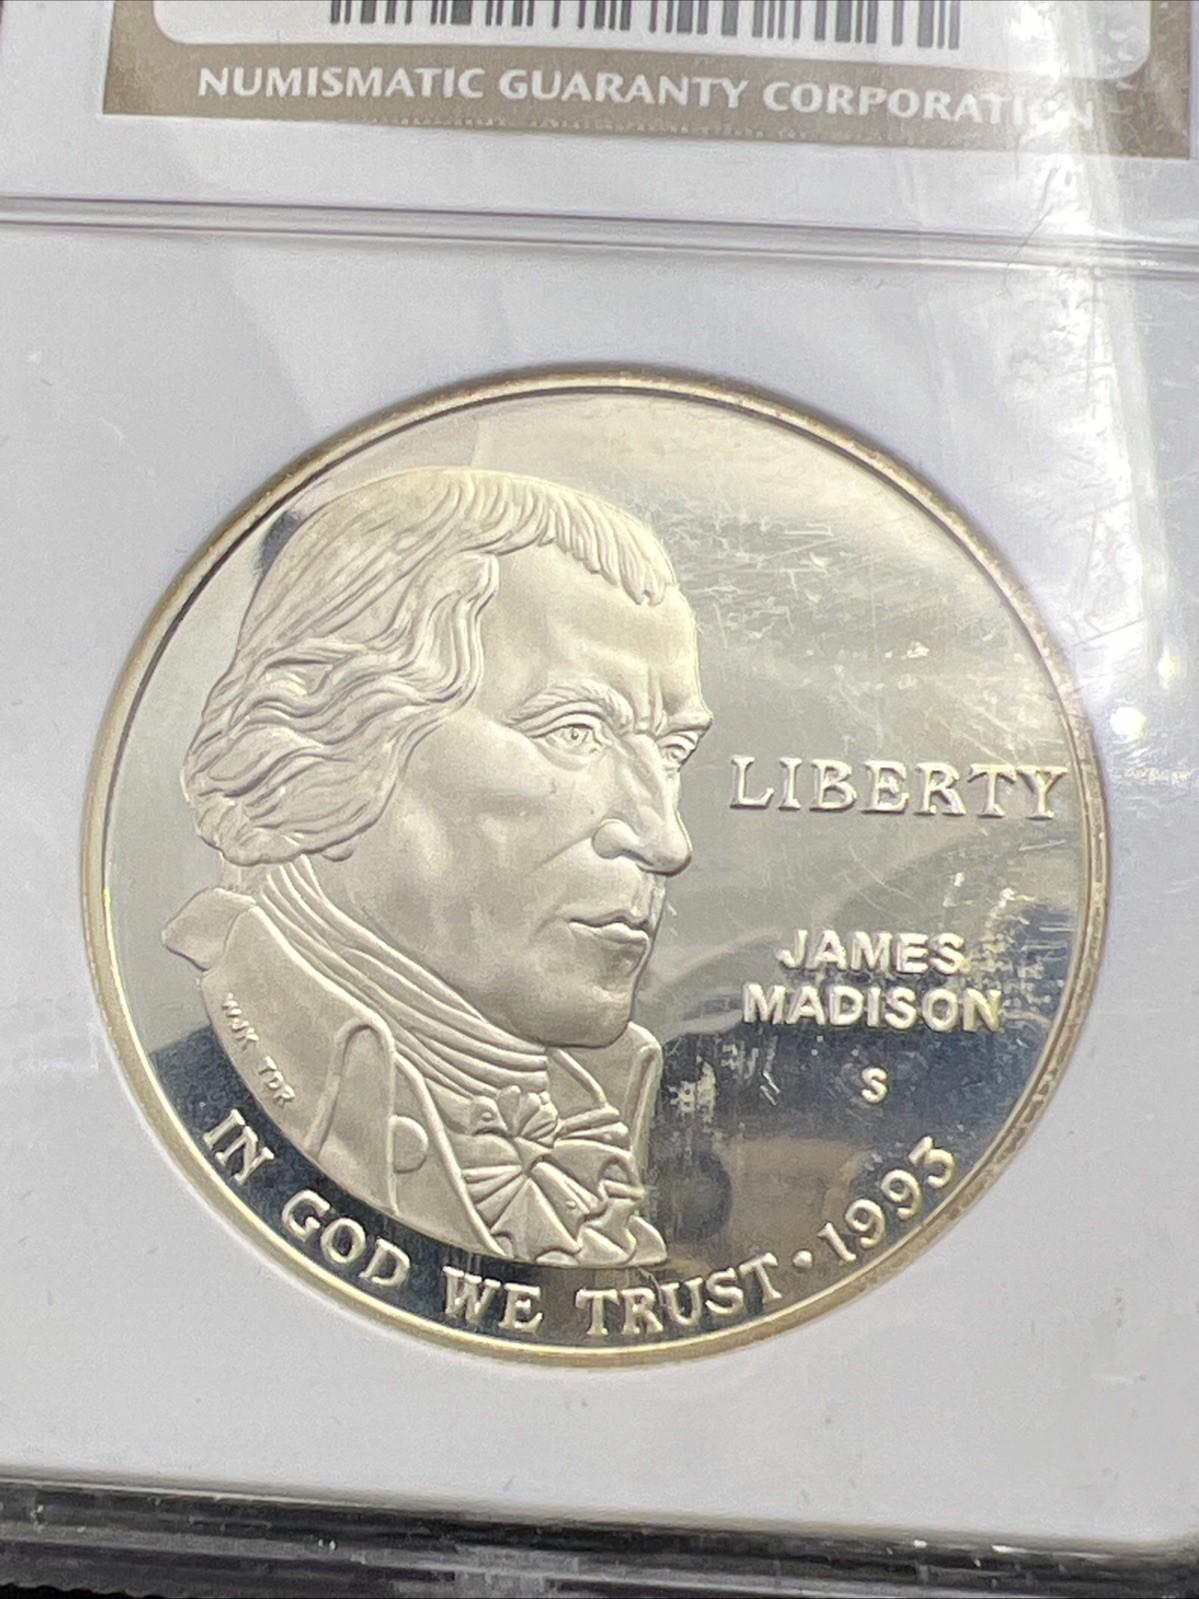 NUMISMATIC GUARANTY CORPORATION
LIBERTY
JAMES
MADISON
S
WJK TDR
IN GOD WE TRUST · 1993